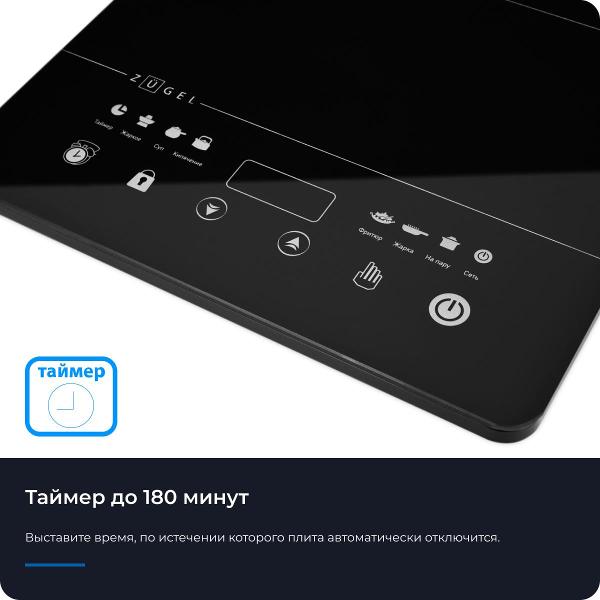 ZÜGEL
Таймер
Жаркое
Суп
Кипячение
Фритюр
Жарка
На пару
Сеть
таймер
Таймер до 180 минут
Выставите время, по истечении которого плита автоматически отключится.